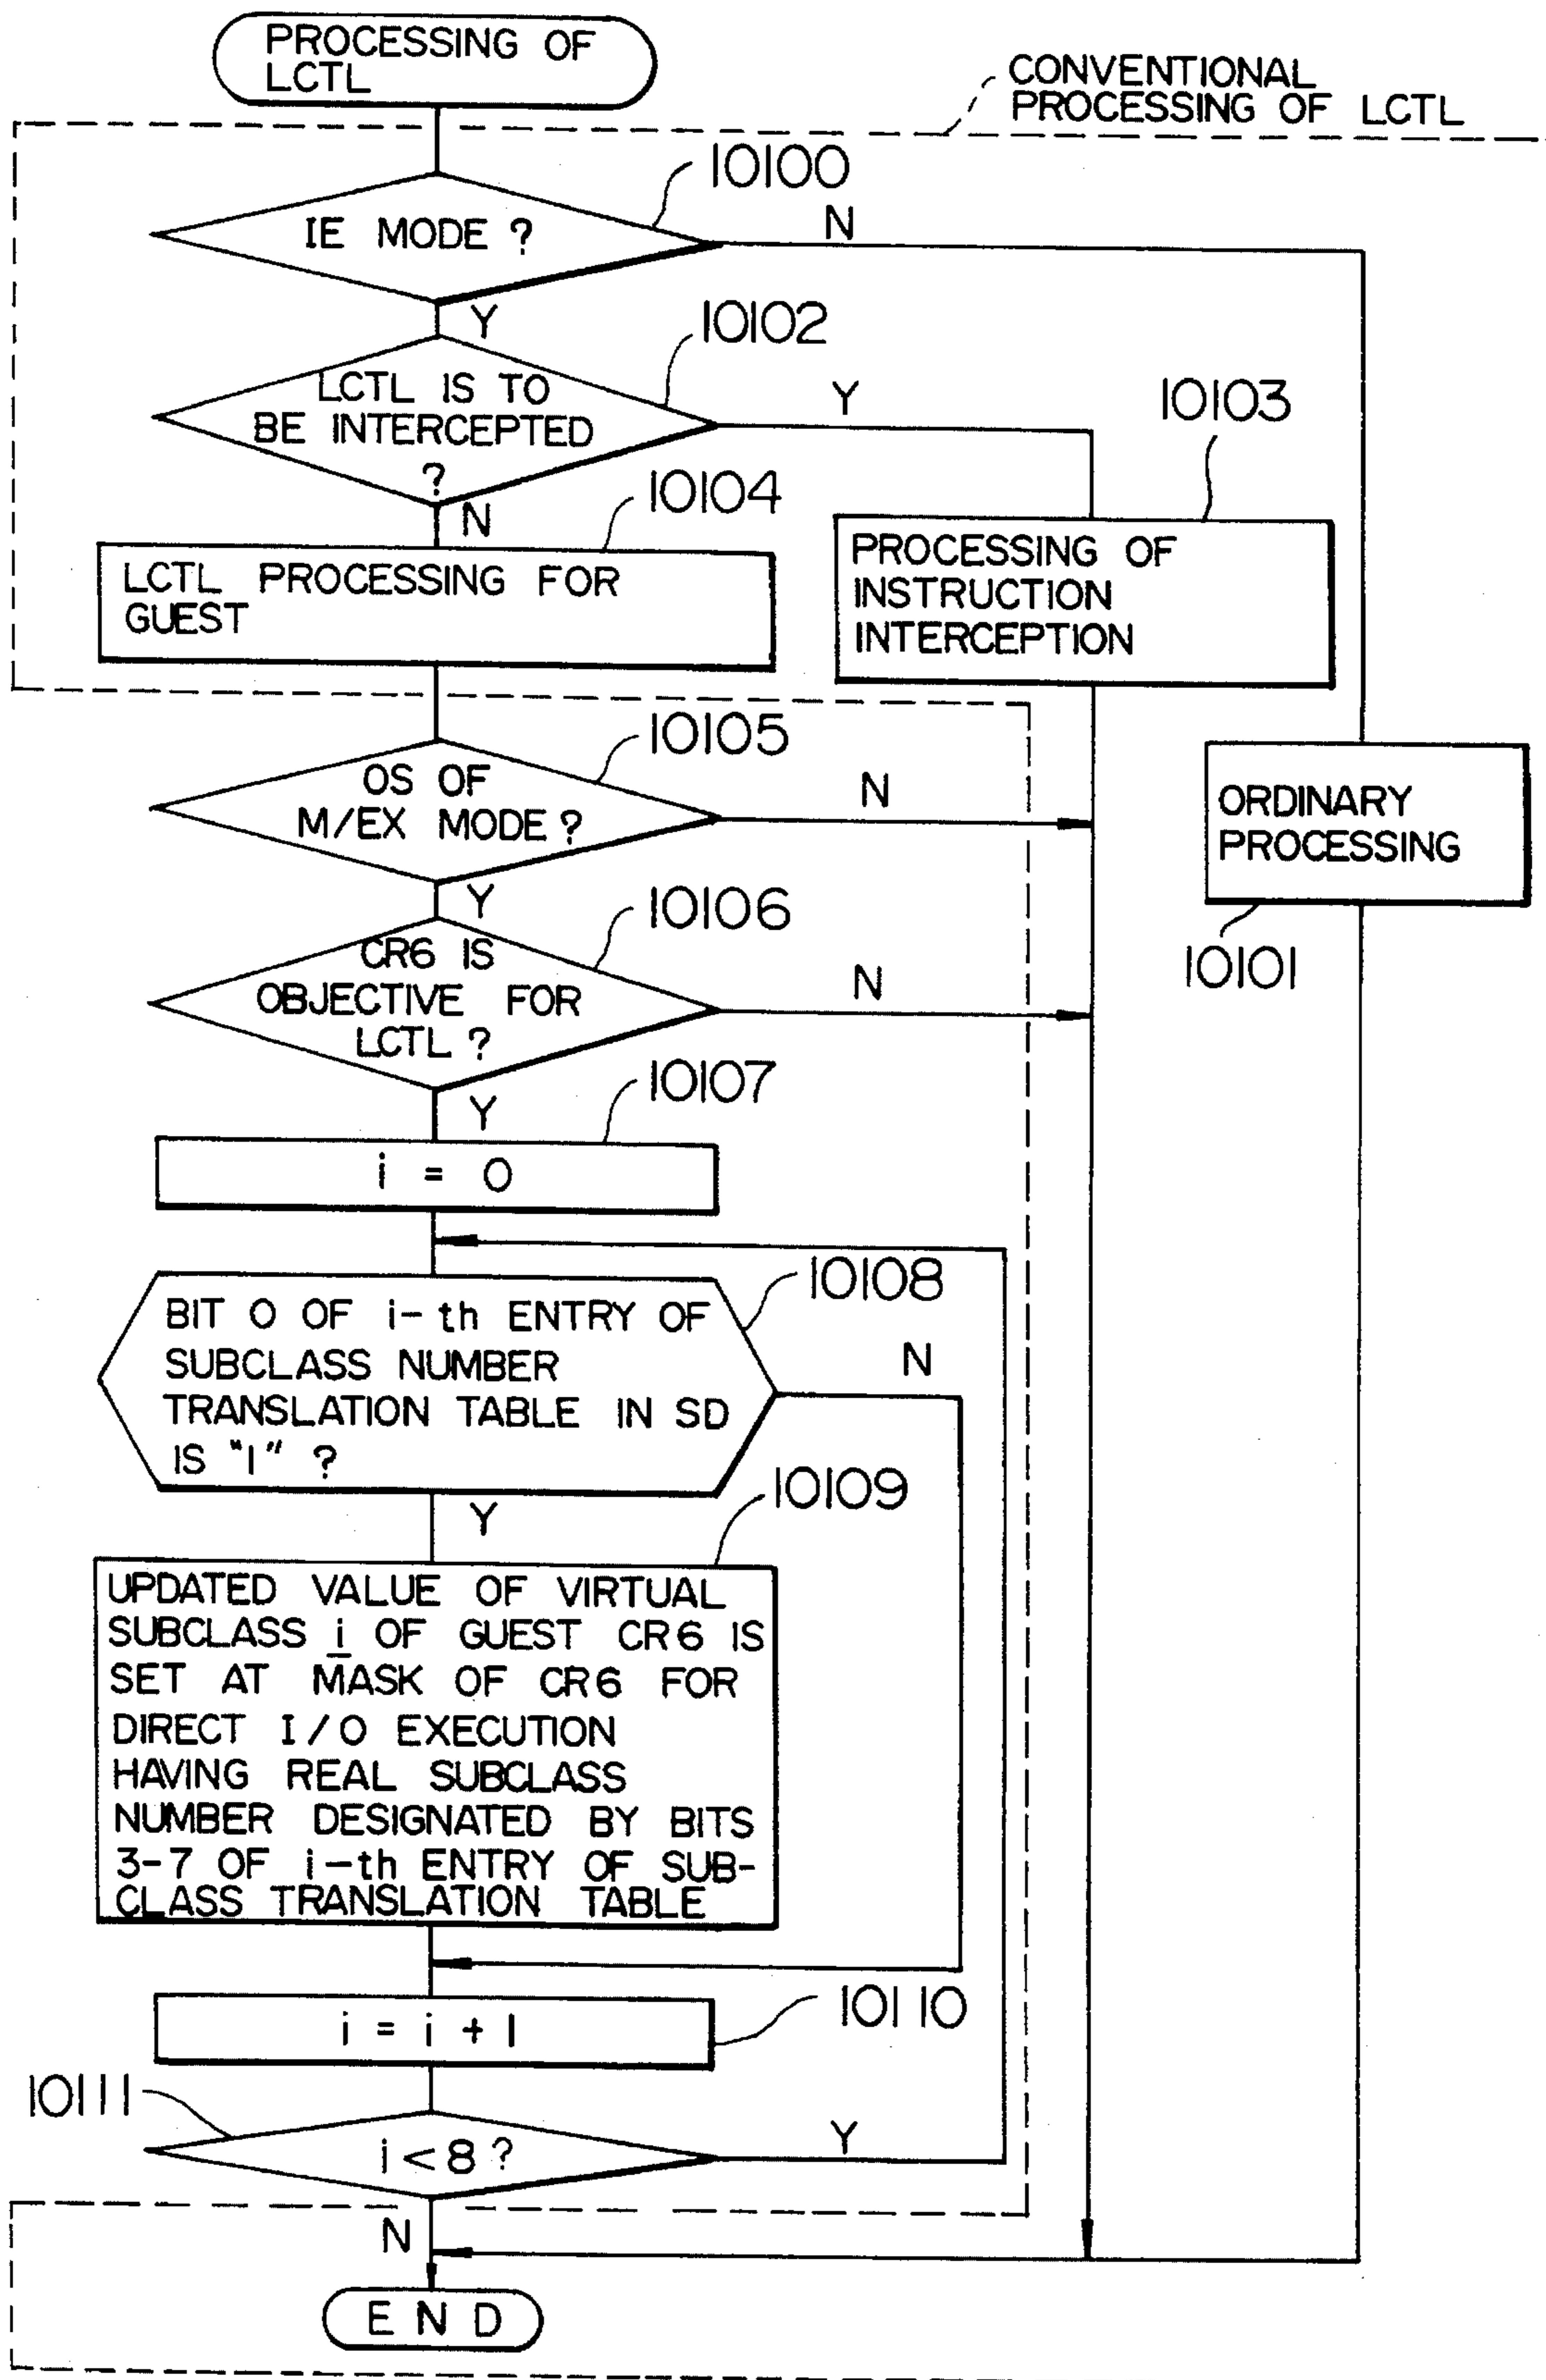 PROCESSING OF
LCTL
CONVENTIONAL
PROCESSING OF LCTL
10100
IE MODE ?
N
Y
10102
LCTL IS TO
BE INTERCEPTED
?
Y
10103
N
10104
LCTL PROCESSING FOR
GUEST
PROCESSING OF
INSTRUCTION
INTERCEPTION
10105
OS OF
M/EX MODE ?
N
ORDINARY
PROCESSING
10101
Y
10106
CR6 IS
OBJECTIVE FOR
LCTL ?
N
10107
Y
i = 0
10108
BIT 0 OF i-th ENTRY OF
SUBCLASS NUMBER
TRANSLATION TABLE IN SD
IS "1" ?
N
10109
Y
UPDATED VALUE OF VIRTUAL
SUBCLASS i OF GUEST CR6 IS
SET AT MASK OF CR6 FOR
DIRECT I/O EXECUTION
HAVING REAL SUBCLASS
NUMBER DESIGNATED BY BITS
3-7 OF i-th ENTRY OF SUB-
CLASS TRANSLATION TABLE
10110
i = i + 1
10111
i < 8 ?
Y
N
END